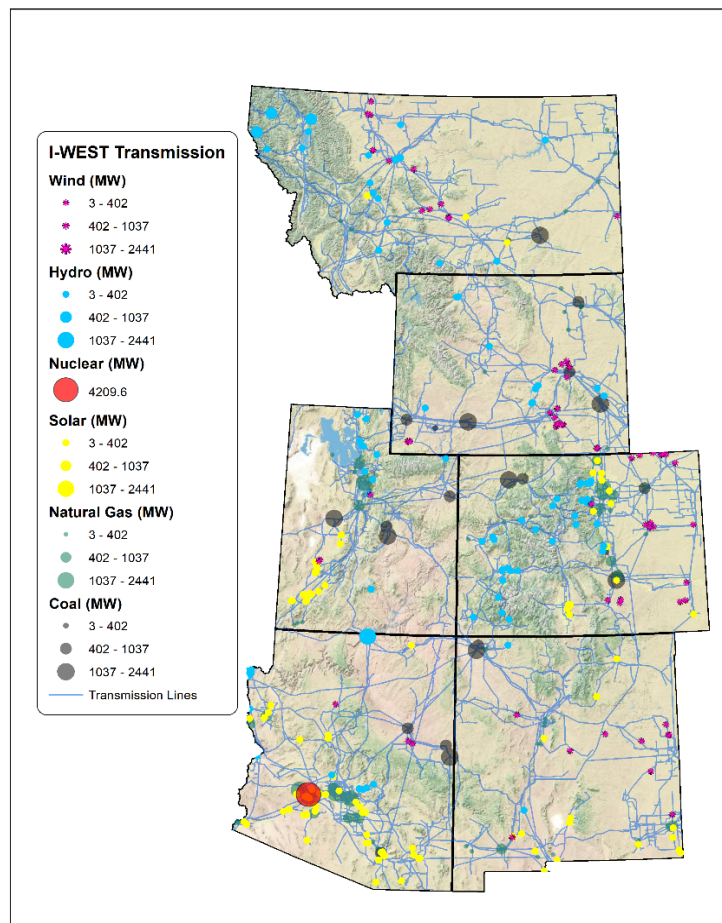 I-WEST Transmission
Wind (MW)
3 - 402
402 - 1037
1037 - 2441
Hydro (MW)
3 - 402
402 - 1037
1037 - 2441
Nuclear (MW)
4209.6
Solar (MW)
3 - 402
402 - 1037
1037 - 2441
Natural Gas (MW)
3 - 402
402 - 1037
1037 - 2441
Coal (MW)
3 - 402
402 - 1037
1037 - 2441
Transmission Lines